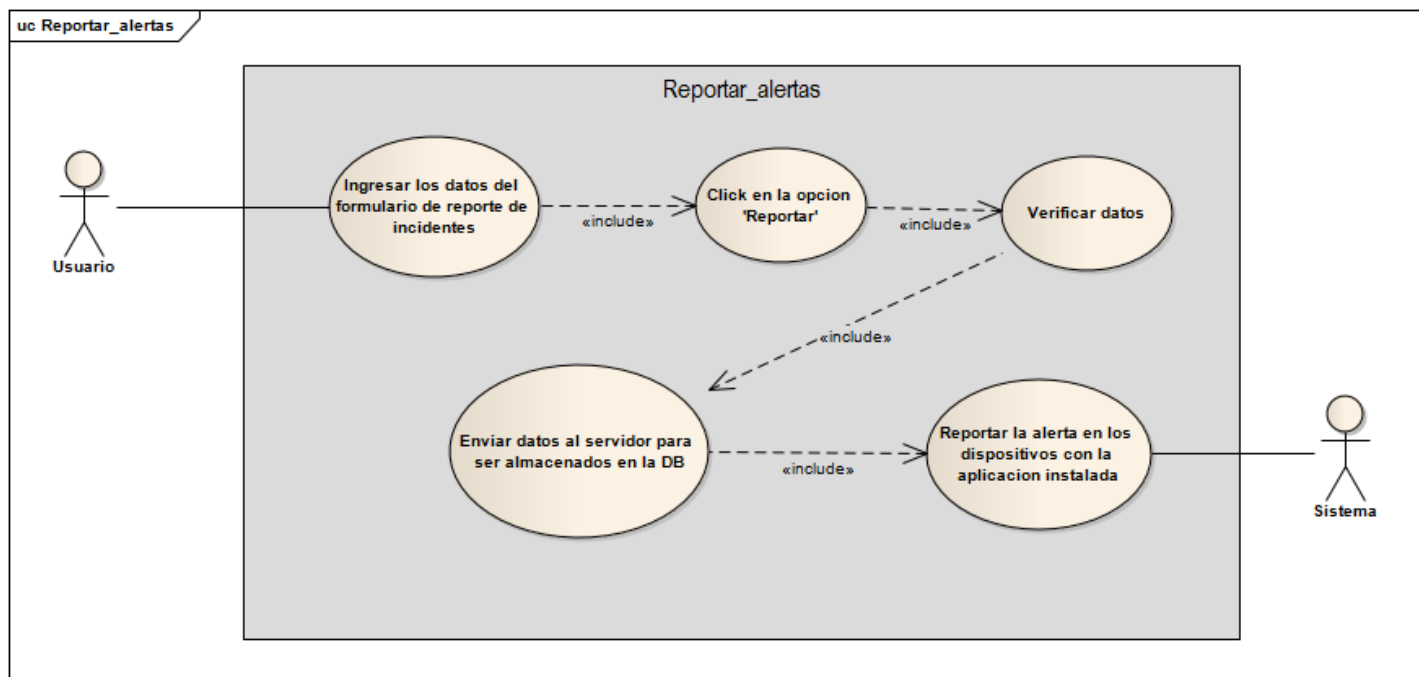 uc Reportar_alertas
Reportar_alertas
Usuario
Ingresar los datos del
formulario de reporte de
incidentes
«include»
Click en la opcion
'Reportar'
«include»
Verificar datos
«include»
Enviar datos al servidor para
ser almacenados en la DB
«include»
Reportar la alerta en los
dispositivos con la
aplicacion instalada
Sistema